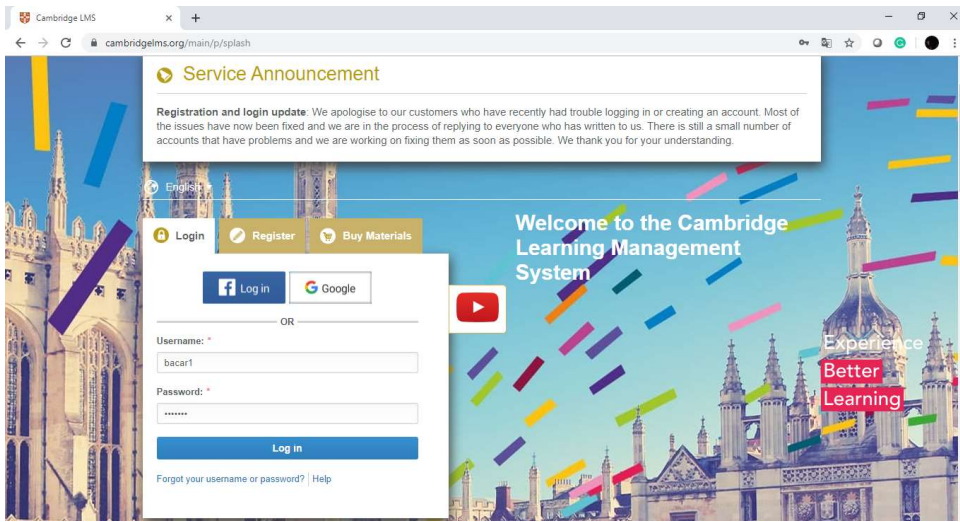 Cambridge LMS
cambridgelms.org/main/p/splash
Service Announcement
Registration and login update: We apologise to our customers who have recently had trouble logging in or creating an account. Most of
the issues have now been fixed and we are in the process of replying to everyone who has written to us. There is still a small number of
accounts that have problems and we are working on fixing them as soon as possible. We thank you for your understanding.
English
Login
Register
Buy Materials
Log in
Google
OR
Username: *
bacar1
Password: *
•••••••
Log in
Forgot your username or password? | Help
Welcome to the Cambridge
Learning Management
System
Experience
Better
Learning